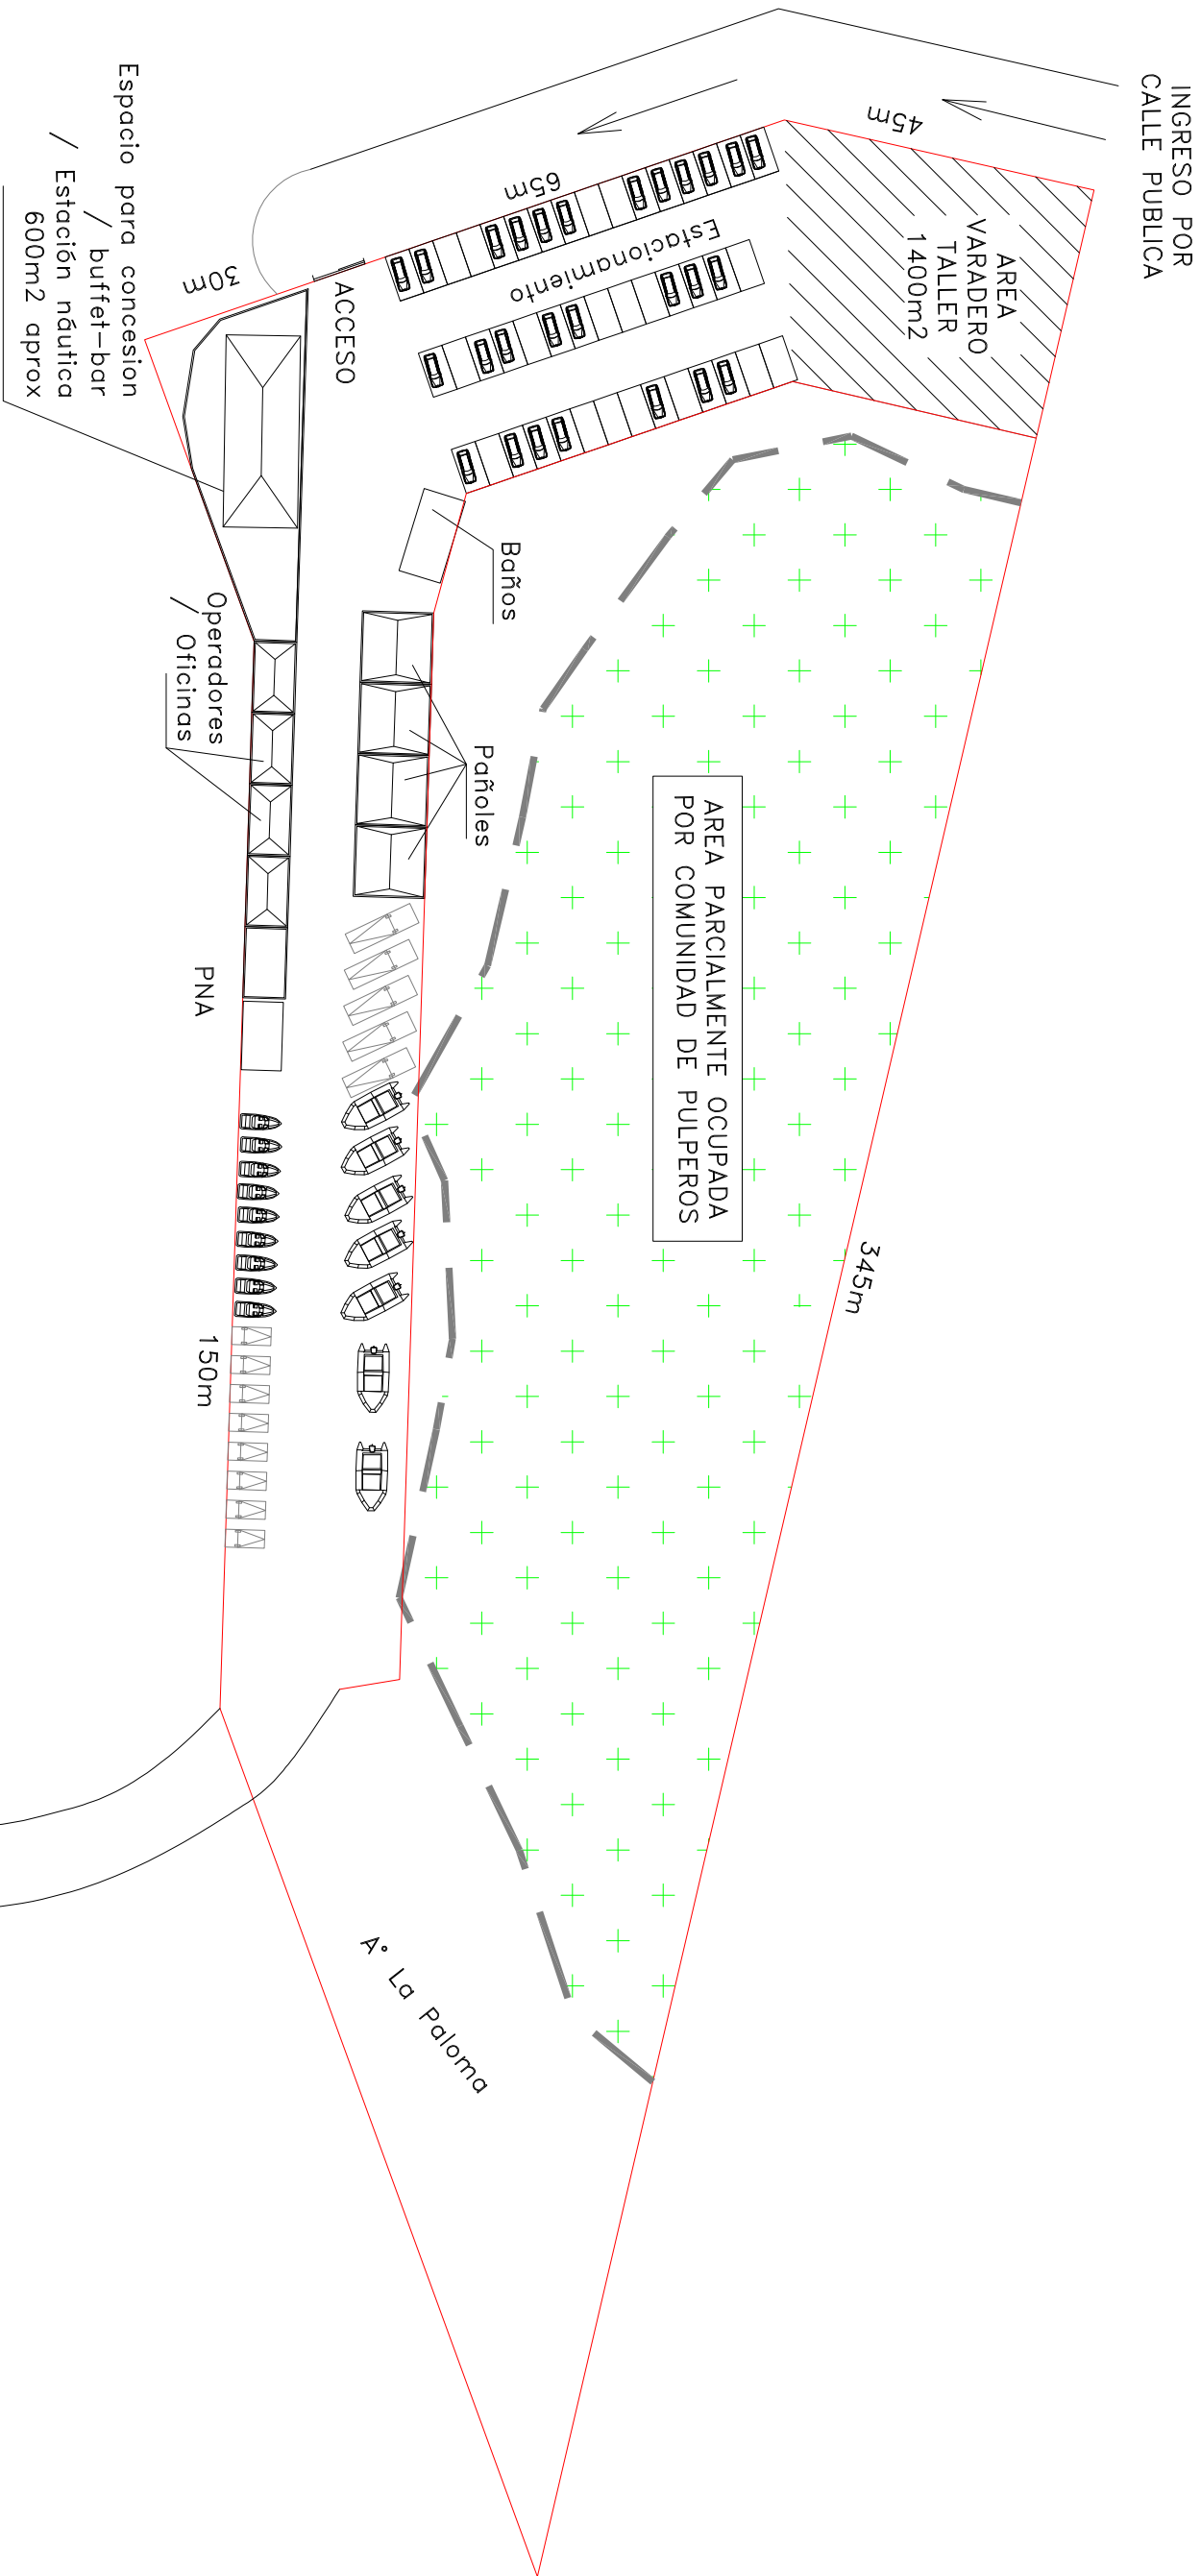 INGRESO POR
CALLE PUBLICA
45m
AREA
VARADERO
TALLER
1400m2
65m
Estacionamiento
30m
ACCESO
Espacio para concesion
/ buffet-bar
/ Estación náutica
600m2 aprox
Baños
Operadores
/ Oficinas
Pañoles
AREA PARCIALMENTE OCUPADA
POR COMUNIDAD DE PULPEROS
PNA
345m
150m
A° La Paloma